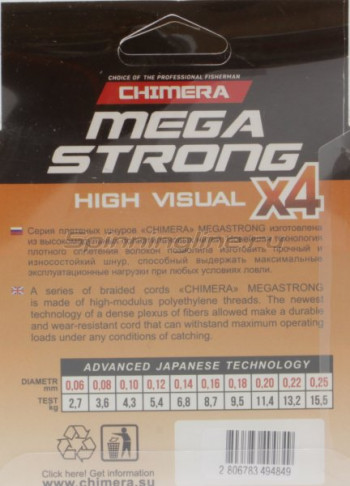 CHOICE OF THE PROFESSIONAL FISHERMAN
CHIMERA
MEGA
STRONG
HIGH VISUAL X4
Серия плетеных шнуров «CHIMERA» MEGASTRONG изготовлена
из
плотного сплетения волокон позволила изготовить прочный и
износостойкий шнур, способный выдержать максимальные
эксплуатационные нагрузки при любых условиях ловли.
A series of braided cords «CHIMERA» MEGASTRONG
is made of high-modulus polyethylene threads. The newest
technology of a dense plexus of fibers allowed make a durable
and wear-resistant cord that can withstand maximum operating
loads under any conditions of catching.
ADVANCED JAPANESE TECHNOLOGY
DIAMETR mm 0,06 0,08 0,10 0,12 0,14 0,16 0,18 0,20 0,22 0,25
TEST kg 2,7 3,6 4,3 5,4 6,8 8,7 9,5 11,4 13,2 15,5
Click here! Get information
www.chimera.su
2 806783 494849